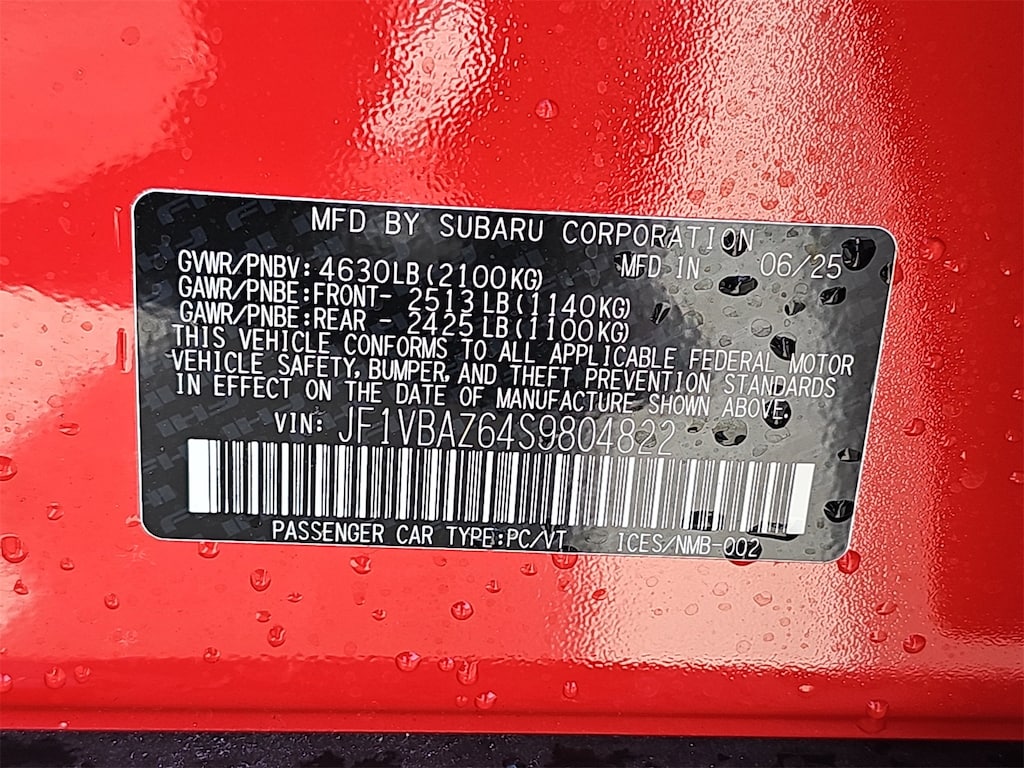 MFD BY SUBARU CORPORATION
GVWR/PNBV: 4630LB (2100KG) MFD IN 06/25
GAWR/PNBE:FRONT- 2513 LB (1140KG)
GAWR/PNBE:REAR - 2425 LB (1100KG)
THIS VEHICLE CONFORMS TO ALL APPLICABLE FEDERAL MOTOR
VEHICLE SAFETY, BUMPER, AND THEFT PREVENTION STANDARDS
IN EFFECT ON THE DATE OF MANUFACTURE SHOWN ABOVE.
VIN: JF1VBAZ64S9804822
PASSENGER CAR TYPE:PC/VT ICES/NMB-002